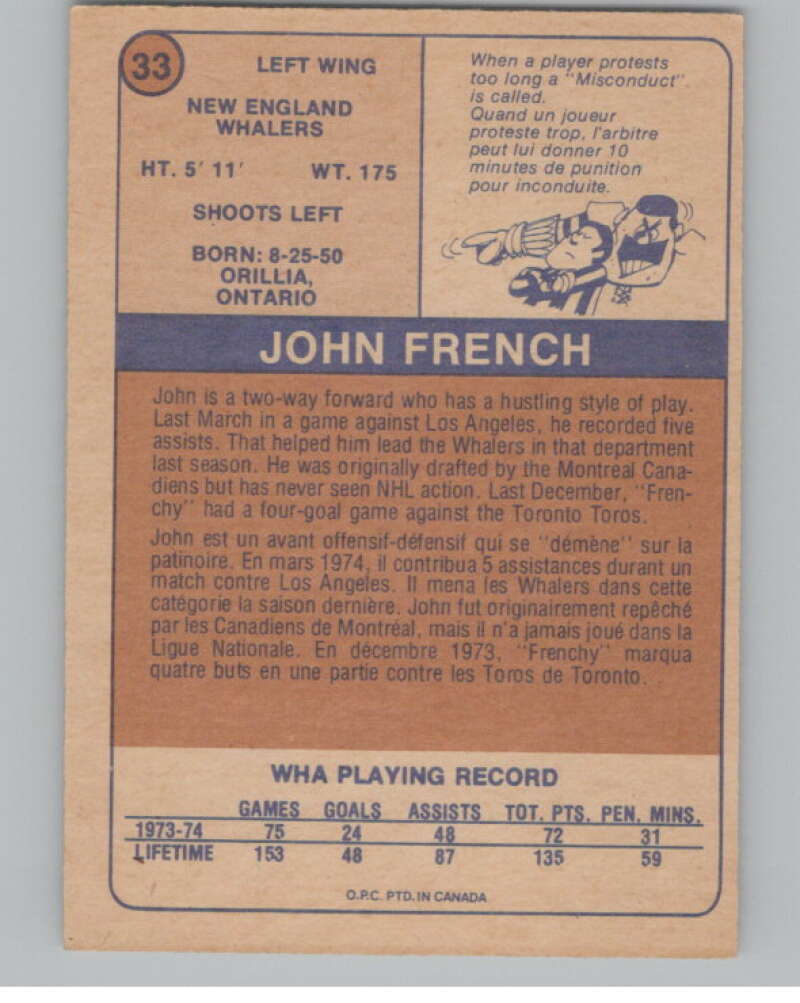 33
LEFT WING
NEW ENGLAND
WHALERS
HT. 5' 11' WT. 175
SHOOTS LEFT
BORN: 8-25-50
ORILLIA,
ONTARIO
When a player protests
too long a "Misconduct"
is called.
Quand un joueur
proteste trop, l'arbitre
peut lui donner 10
minutes de punition
pour inconduite.
JOHN FRENCH
John is a two-way forward who has a hustling style of play.
Last March in a game against Los Angeles, he recorded five
assists. That helped him lead the Whalers in that department
last season. He was originally drafted by the Montreal Cana-
diens but has never seen NHL action. Last December, "Fren-
chy" had a four-goal game against the Toronto Toros.
John est un avant offensif-défensif qui se "démène" sur la
patinoire. En mars 1974, il contribua 5 assistances durant un
match contre Los Angeles. Il mena les Whalers dans cette
catégorie la saison dernière. John fut originairement repêché
par les Canadiens de Montréal, mais il n'a jamais joué dans la
Ligue Nationale. En décembre 1973, "Frenchy" marqua
quatre buts en une partie contre les Toros de Toronto.
WHA PLAYING RECORD
GAMES GOALS ASSISTS TOT. PTS. PEN. MINS.
1973-74 75 24 48 72 31
LIFETIME 153 48 87 135 59
O.P.C. PTD. IN CANADA